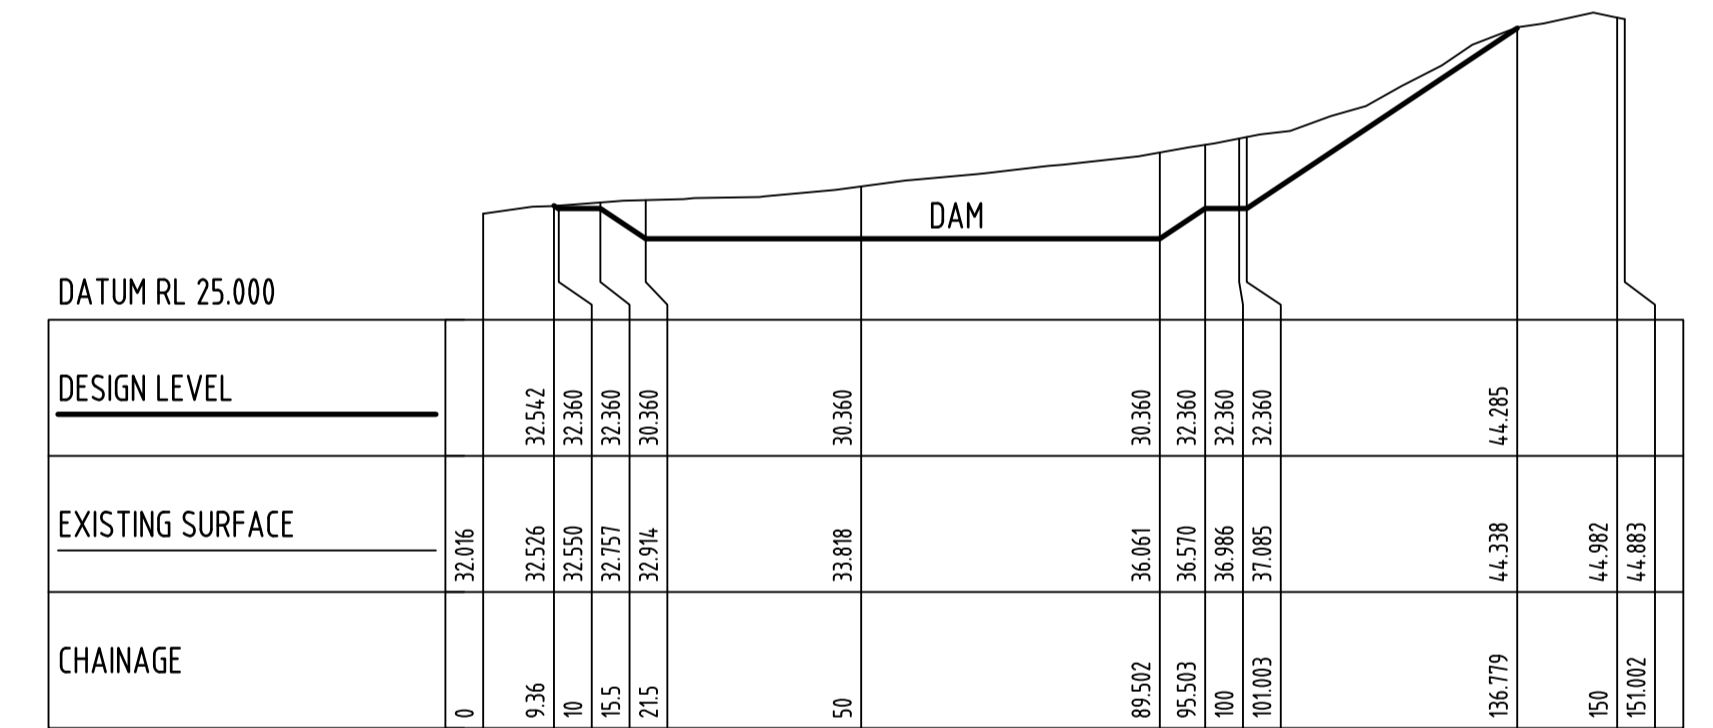 DAM
DATUM RL 25.000
DESIGN LEVEL
32.542 32.360 32.360 30.360 30.360 30.360 32.360 32.360 32.360 44.285
EXISTING SURFACE
32.016 32.526 32.550 32.757 32.914 33.818 36.061 36.570 36.986 37.085 44.338 44.982 44.883
CHAINAGE
0 9.36 10 15.5 21.5 50 89.502 95.503 100 101.003 136.779 150 151.002